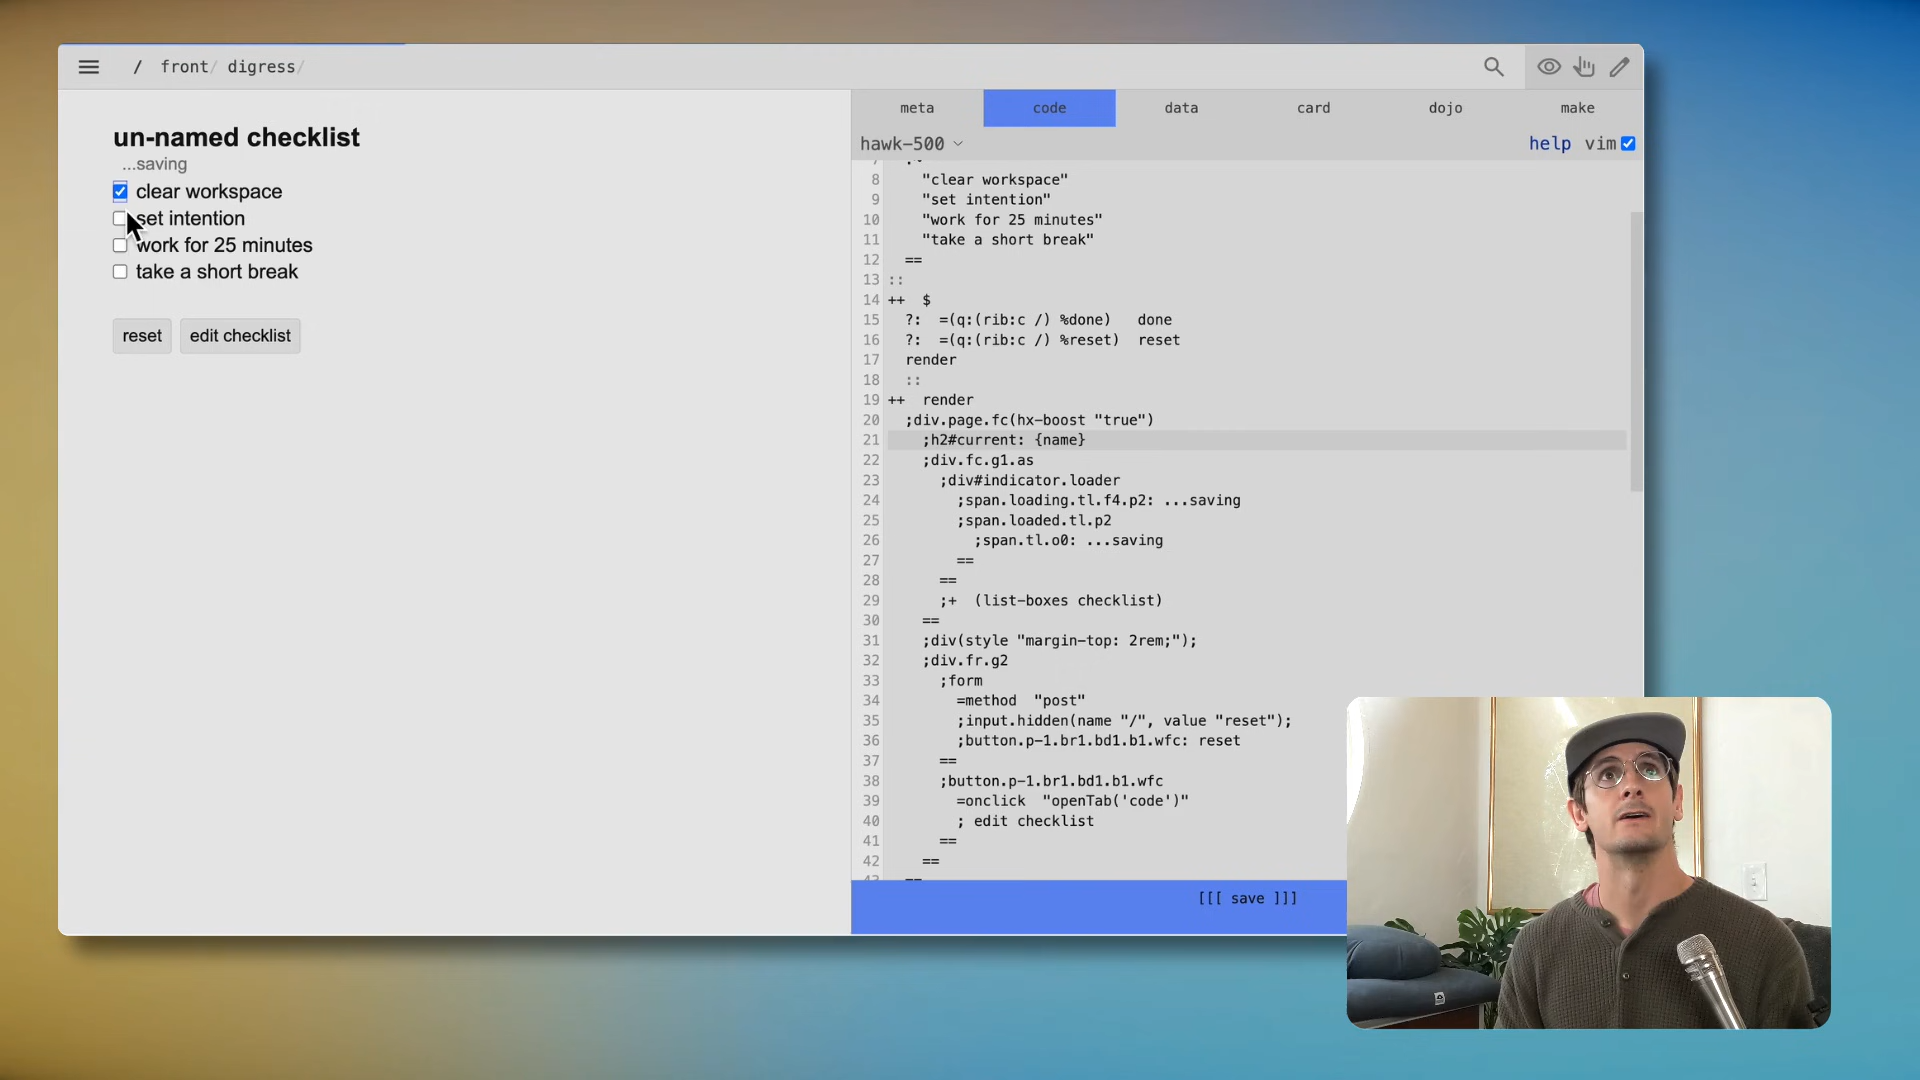 / front/ digress/
meta code data card dojo make
hawk-500 help vim
un-named checklist
...saving
clear workspace
set intention
work for 25 minutes
take a short break
reset edit checklist
8 "clear workspace"
9 "set intention"
10 "work for 25 minutes"
11 "take a short break"
12 ==
13 ::
14 ++ $
15 ?: =(q:(rib:c /) %done) done
16 ?: =(q:(rib:c /) %reset) reset
17 render
18 ::
19 ++ render
20 ;div.page.fc(hx-boost "true")
21 ;h2#current: {name}
22 ;div.fc.g1.as
23 ;div#indicator.loader
24 ;span.loading.tl.f4.p2: ...saving
25 ;span.loaded.tl.p2
26 ;span.tl.o0: ...saving
27 ==
28 ==
29 ;+ (list-boxes checklist)
30 ==
31 ;div(style "margin-top: 2rem;");
32 ;div.fr.g2
33 ;form
34 =method "post"
35 ;input.hidden(name "/", value "reset");
36 ;button.p-1.br1.bd1.b1.wfc: reset
37 ==
38 ;button.p-1.br1.bd1.b1.wfc
39 =onclick "openTab('code')"
40 ; edit checklist
41 ==
42 ==
[[[ save ]]]